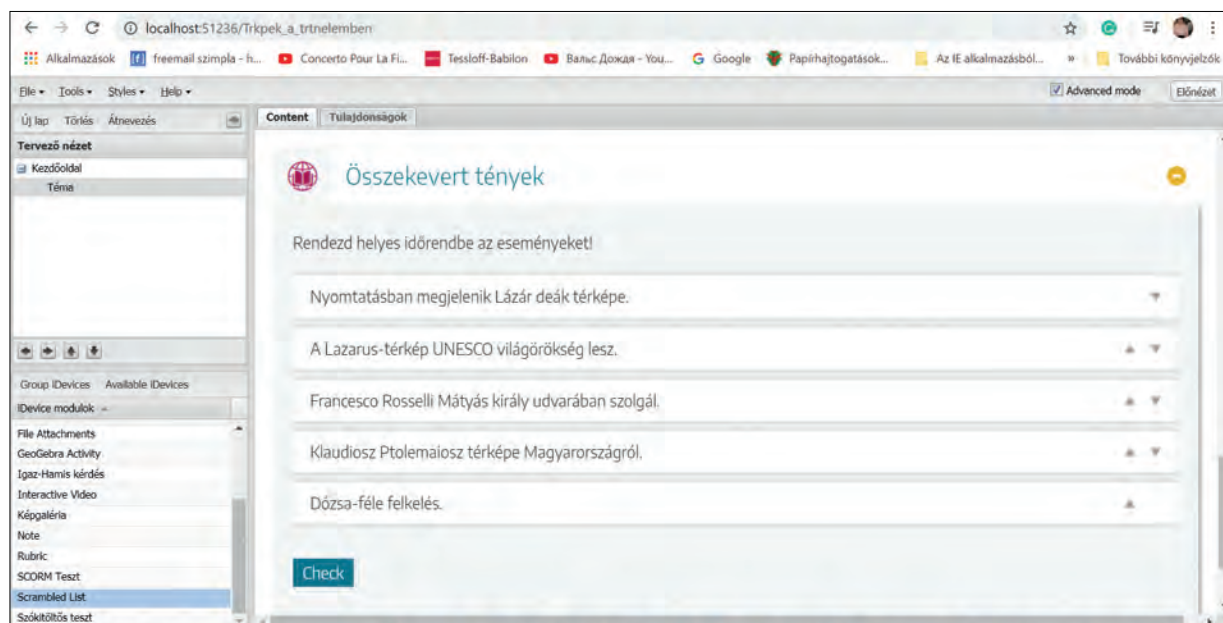 localhost:51236/Trkpek_a_trtnelemben
Alkalmazások freemail szimpla - h... Concerto Pour La Fi... Tessloff-Babilon Вальс Дождя - You... Google Papírhajtogatások... Az IE alkalmazásból... » További könyvjelzők
File Tools Styles Help Advanced mode Előnézet
Új lap Törlés Átnevezés Content Tulajdonságok
Tervező nézet
Kezdőoldal
Téma
Összekevert tények
Rendezd helyes időrendbe az eseményeket!
Nyomtatásban megjelenik Lázár deák térképe.
A Lazarus-térkép UNESCO világörökség lesz.
Francesco Rosselli Mátyás király udvarában szolgál.
Klaudiosz Ptolemaiosz térképe Magyarországról.
Dózsa-féle felkelés.
Check
Group iDevices Available iDevices
iDevice modulok
File Attachments
GeoGebra Activity
Igaz-Hamis kérdés
Interactive Video
Képgaléria
Note
Rubric
SCORM Teszt
Scrambled List
Szókitöltős teszt